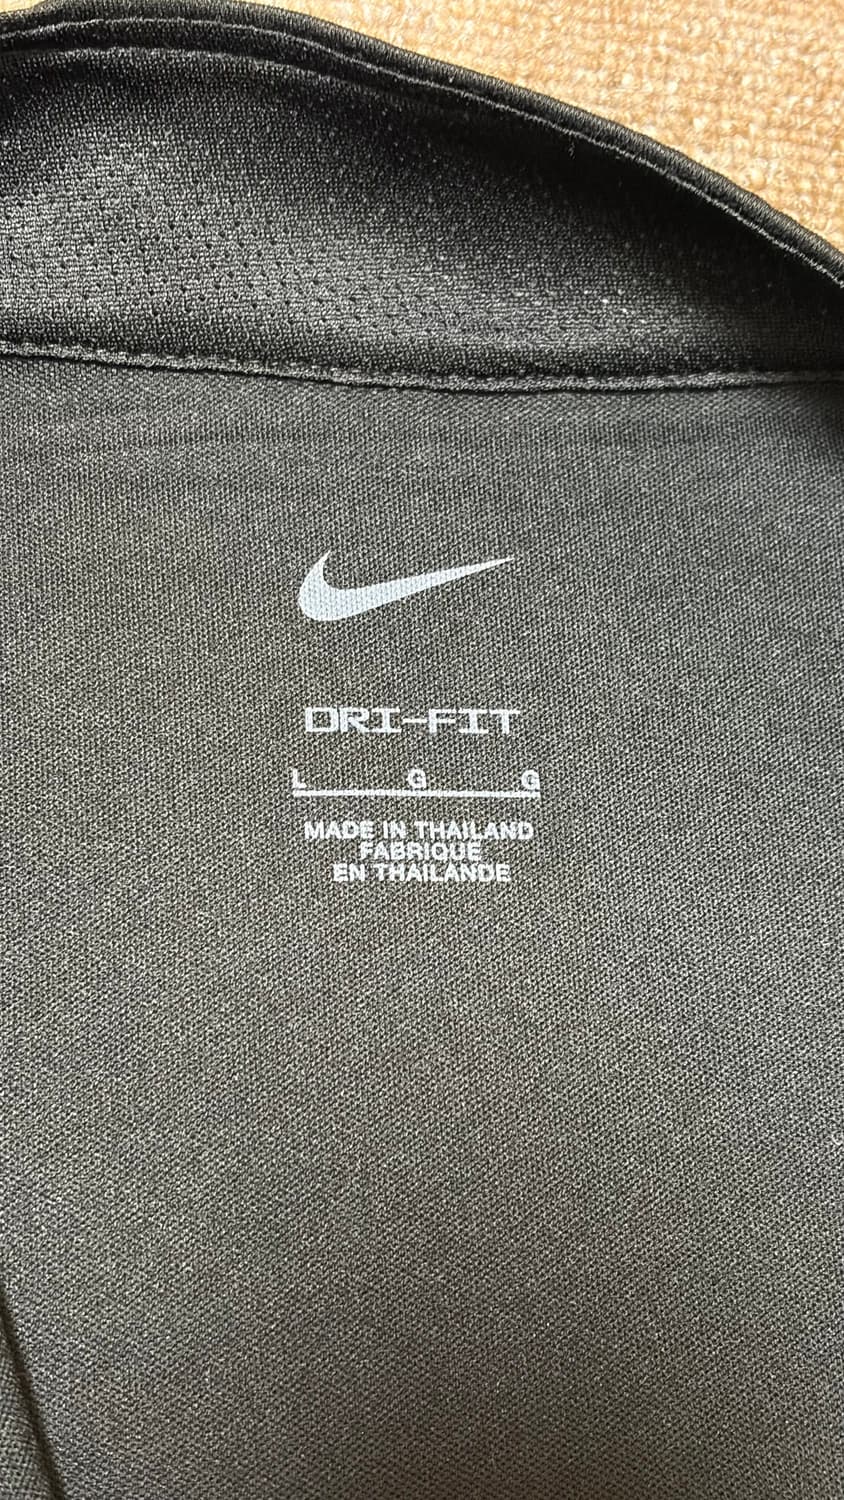 DRI-FIT
L G G
MADE IN THAILAND
FABRIQUE
EN THAILANDE